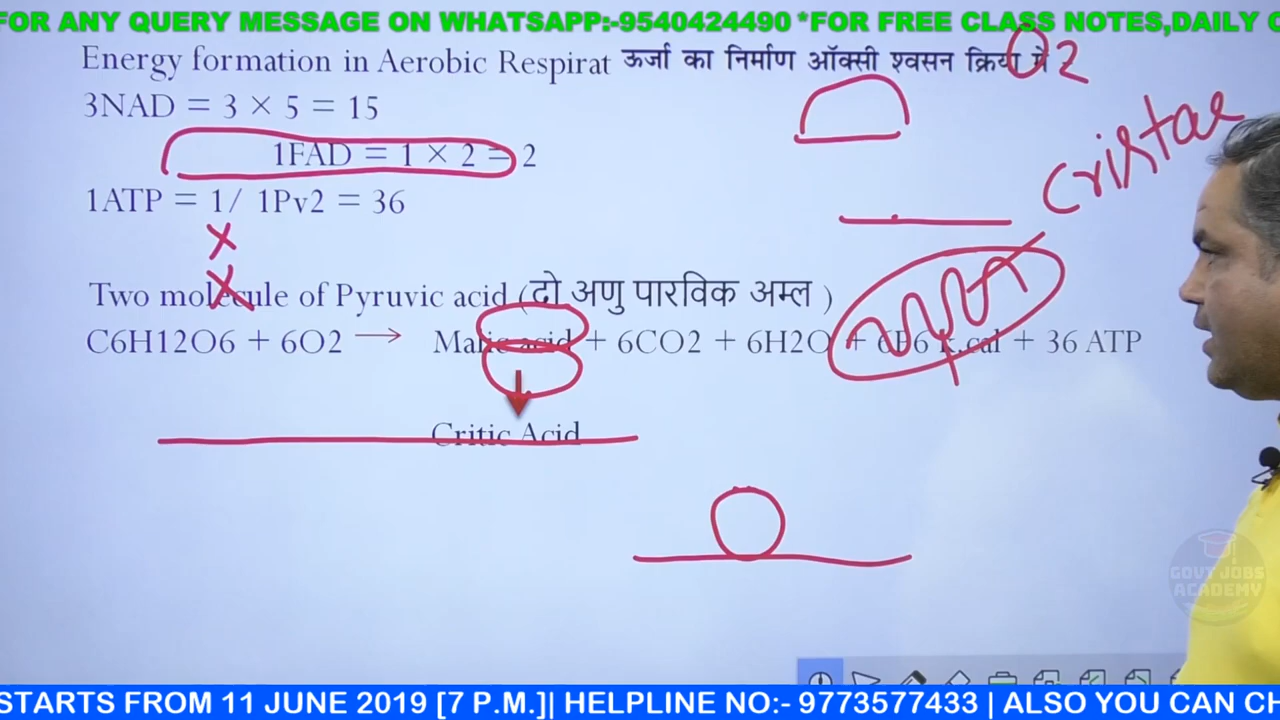 FOR ANY QUERY MESSAGE ON WHATSAPP:-9540424490 *FOR FREE CLASS NOTES,DAILY C
Energy formation in Aerobic Respirat ऊर्जा का निर्माण ऑक्सी श्वसन क्रिया में
O2
3NAD = 3 × 5 = 15
Cristae
1FAD = 1 × 2 = 2
1ATP = 1/ 1Pv2 = 36
Two molecule of Pyruvic acid (दो अणु पारविक अम्ल )
C6H12O6 + 6O2 → Malic acid + 6CO2 + 6H2O + k.cal + 36 ATP
Critic Acid
GOVT JOBS
ACADEMY
STARTS FROM 11 JUNE 2019 [7 P.M.]| HELPLINE NO:- 9773577433 | ALSO YOU CAN CH